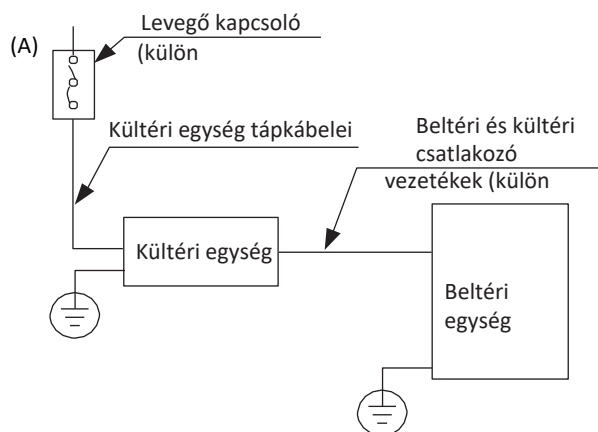 (A)
Levegő kapcsoló
(külön
Kültéri egység tápkábelei
Beltéri és kültéri
csatlakozó
vezetékek (külön
Kültéri egység
Beltéri
egység